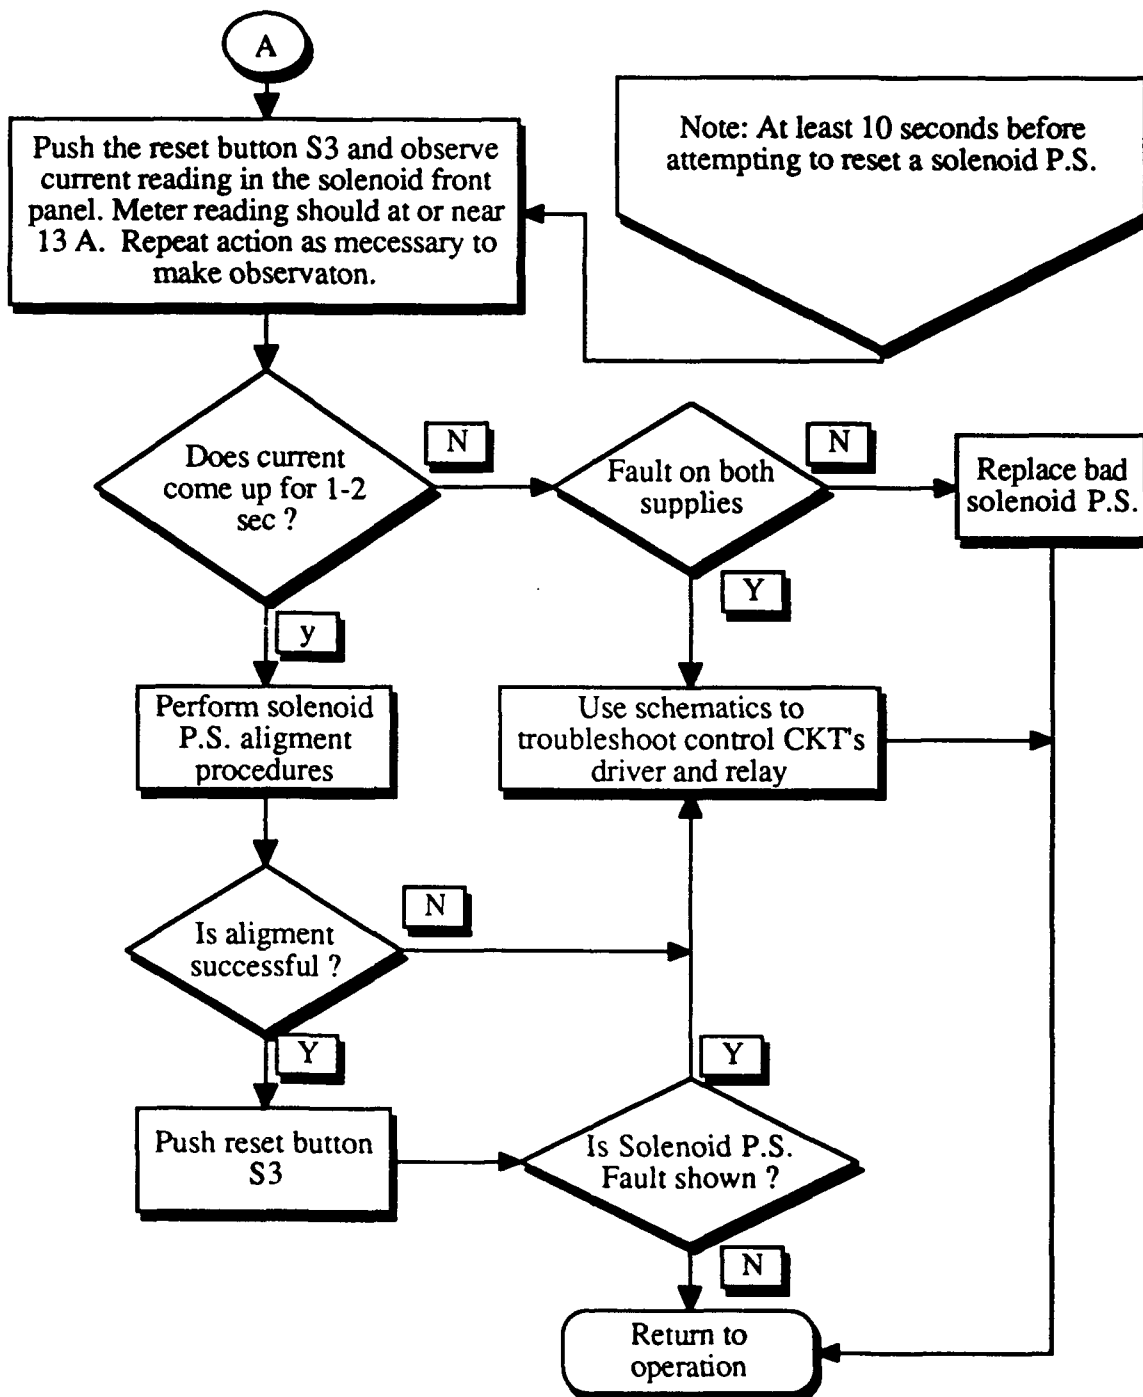 A
Push the reset button S3 and observe
current reading in the solenoid front
panel. Meter reading should at or near
13 A. Repeat action as mecessary to
make observaton.
Note: At least 10 seconds before
attempting to reset a solenoid P.S.
Does current
come up for 1-2
sec ?
N
Fault on both
supplies
N
Replace bad
solenoid P.S.
y
Y
Perform solenoid
P.S. aligment
procedures
Use schematics to
troubleshoot control CKT's
driver and relay
Is aligment
successful ?
N
Y
Y
Push reset button
S3
Is Solenoid P.S.
Fault shown ?
N
Return to
operation